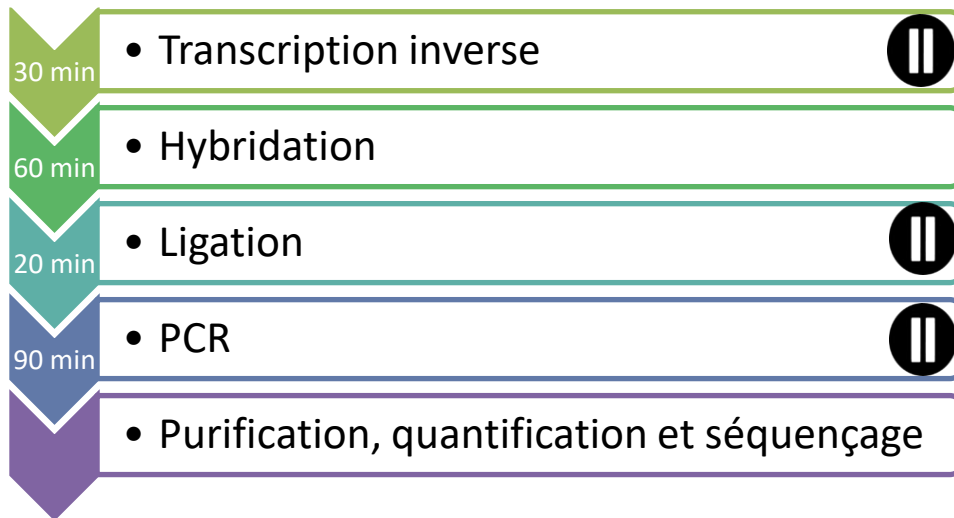 30 min
• Transcription inverse
60 min
• Hybridation
20 min
• Ligation
90 min
• PCR
• Purification, quantification et séquençage